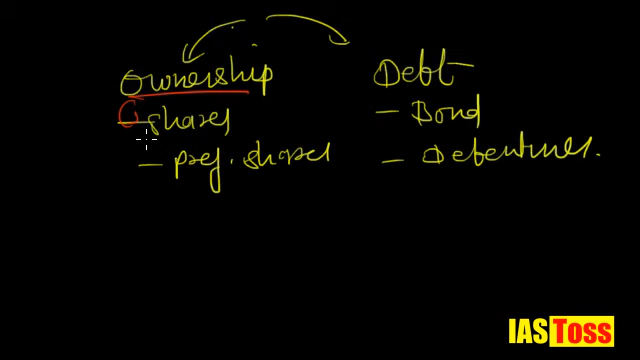 Ownership
– shares
– pref. shares
Debt
– Bond
– Debentures.
IASToss